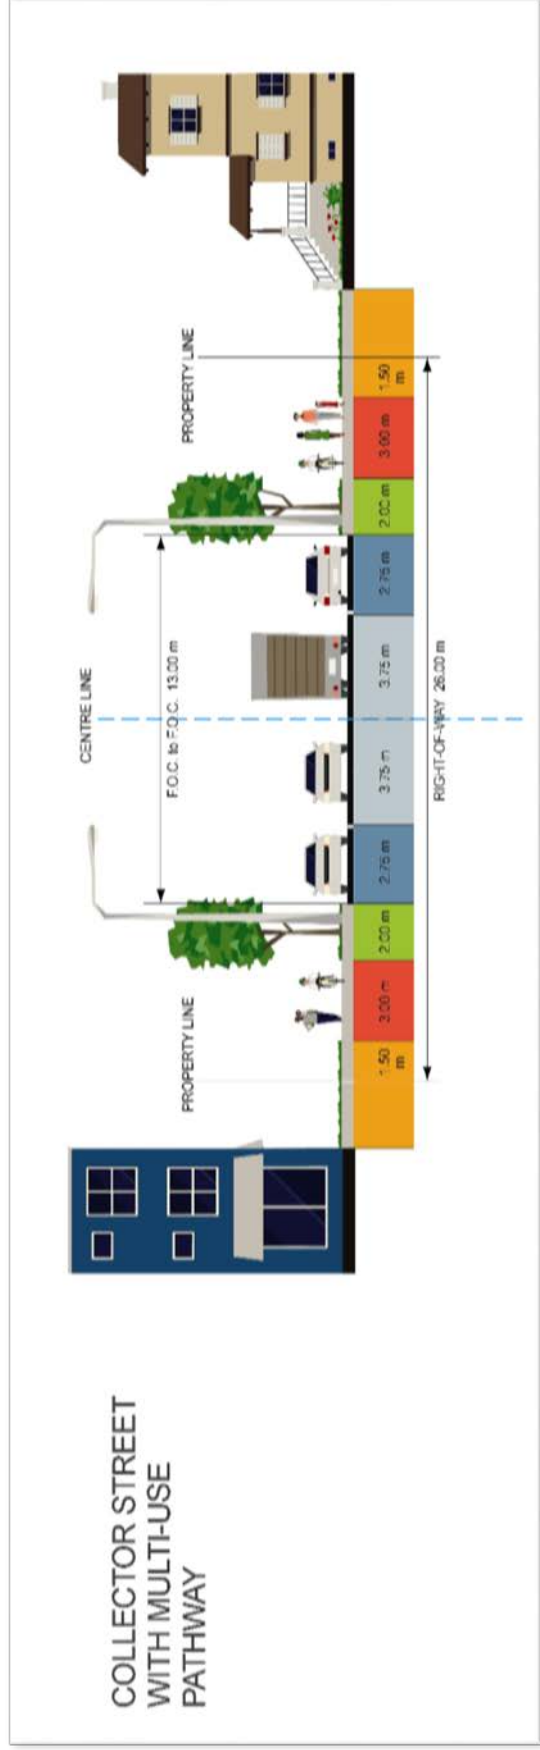 COLLECTOR STREET
WITH MULTI-USE
PATHWAY
CENTRE LINE
F.O.C. to F.O.C. 13.00 m
PROPERTY LINE
PROPERTY LINE
1.50
m
3.00 m
2.00 m
2.75 m
3.75 m
3.75 m
2.75 m
2.00 m
3.00 m
1.50
m
RIGHT-OF-WAY 26.00 m